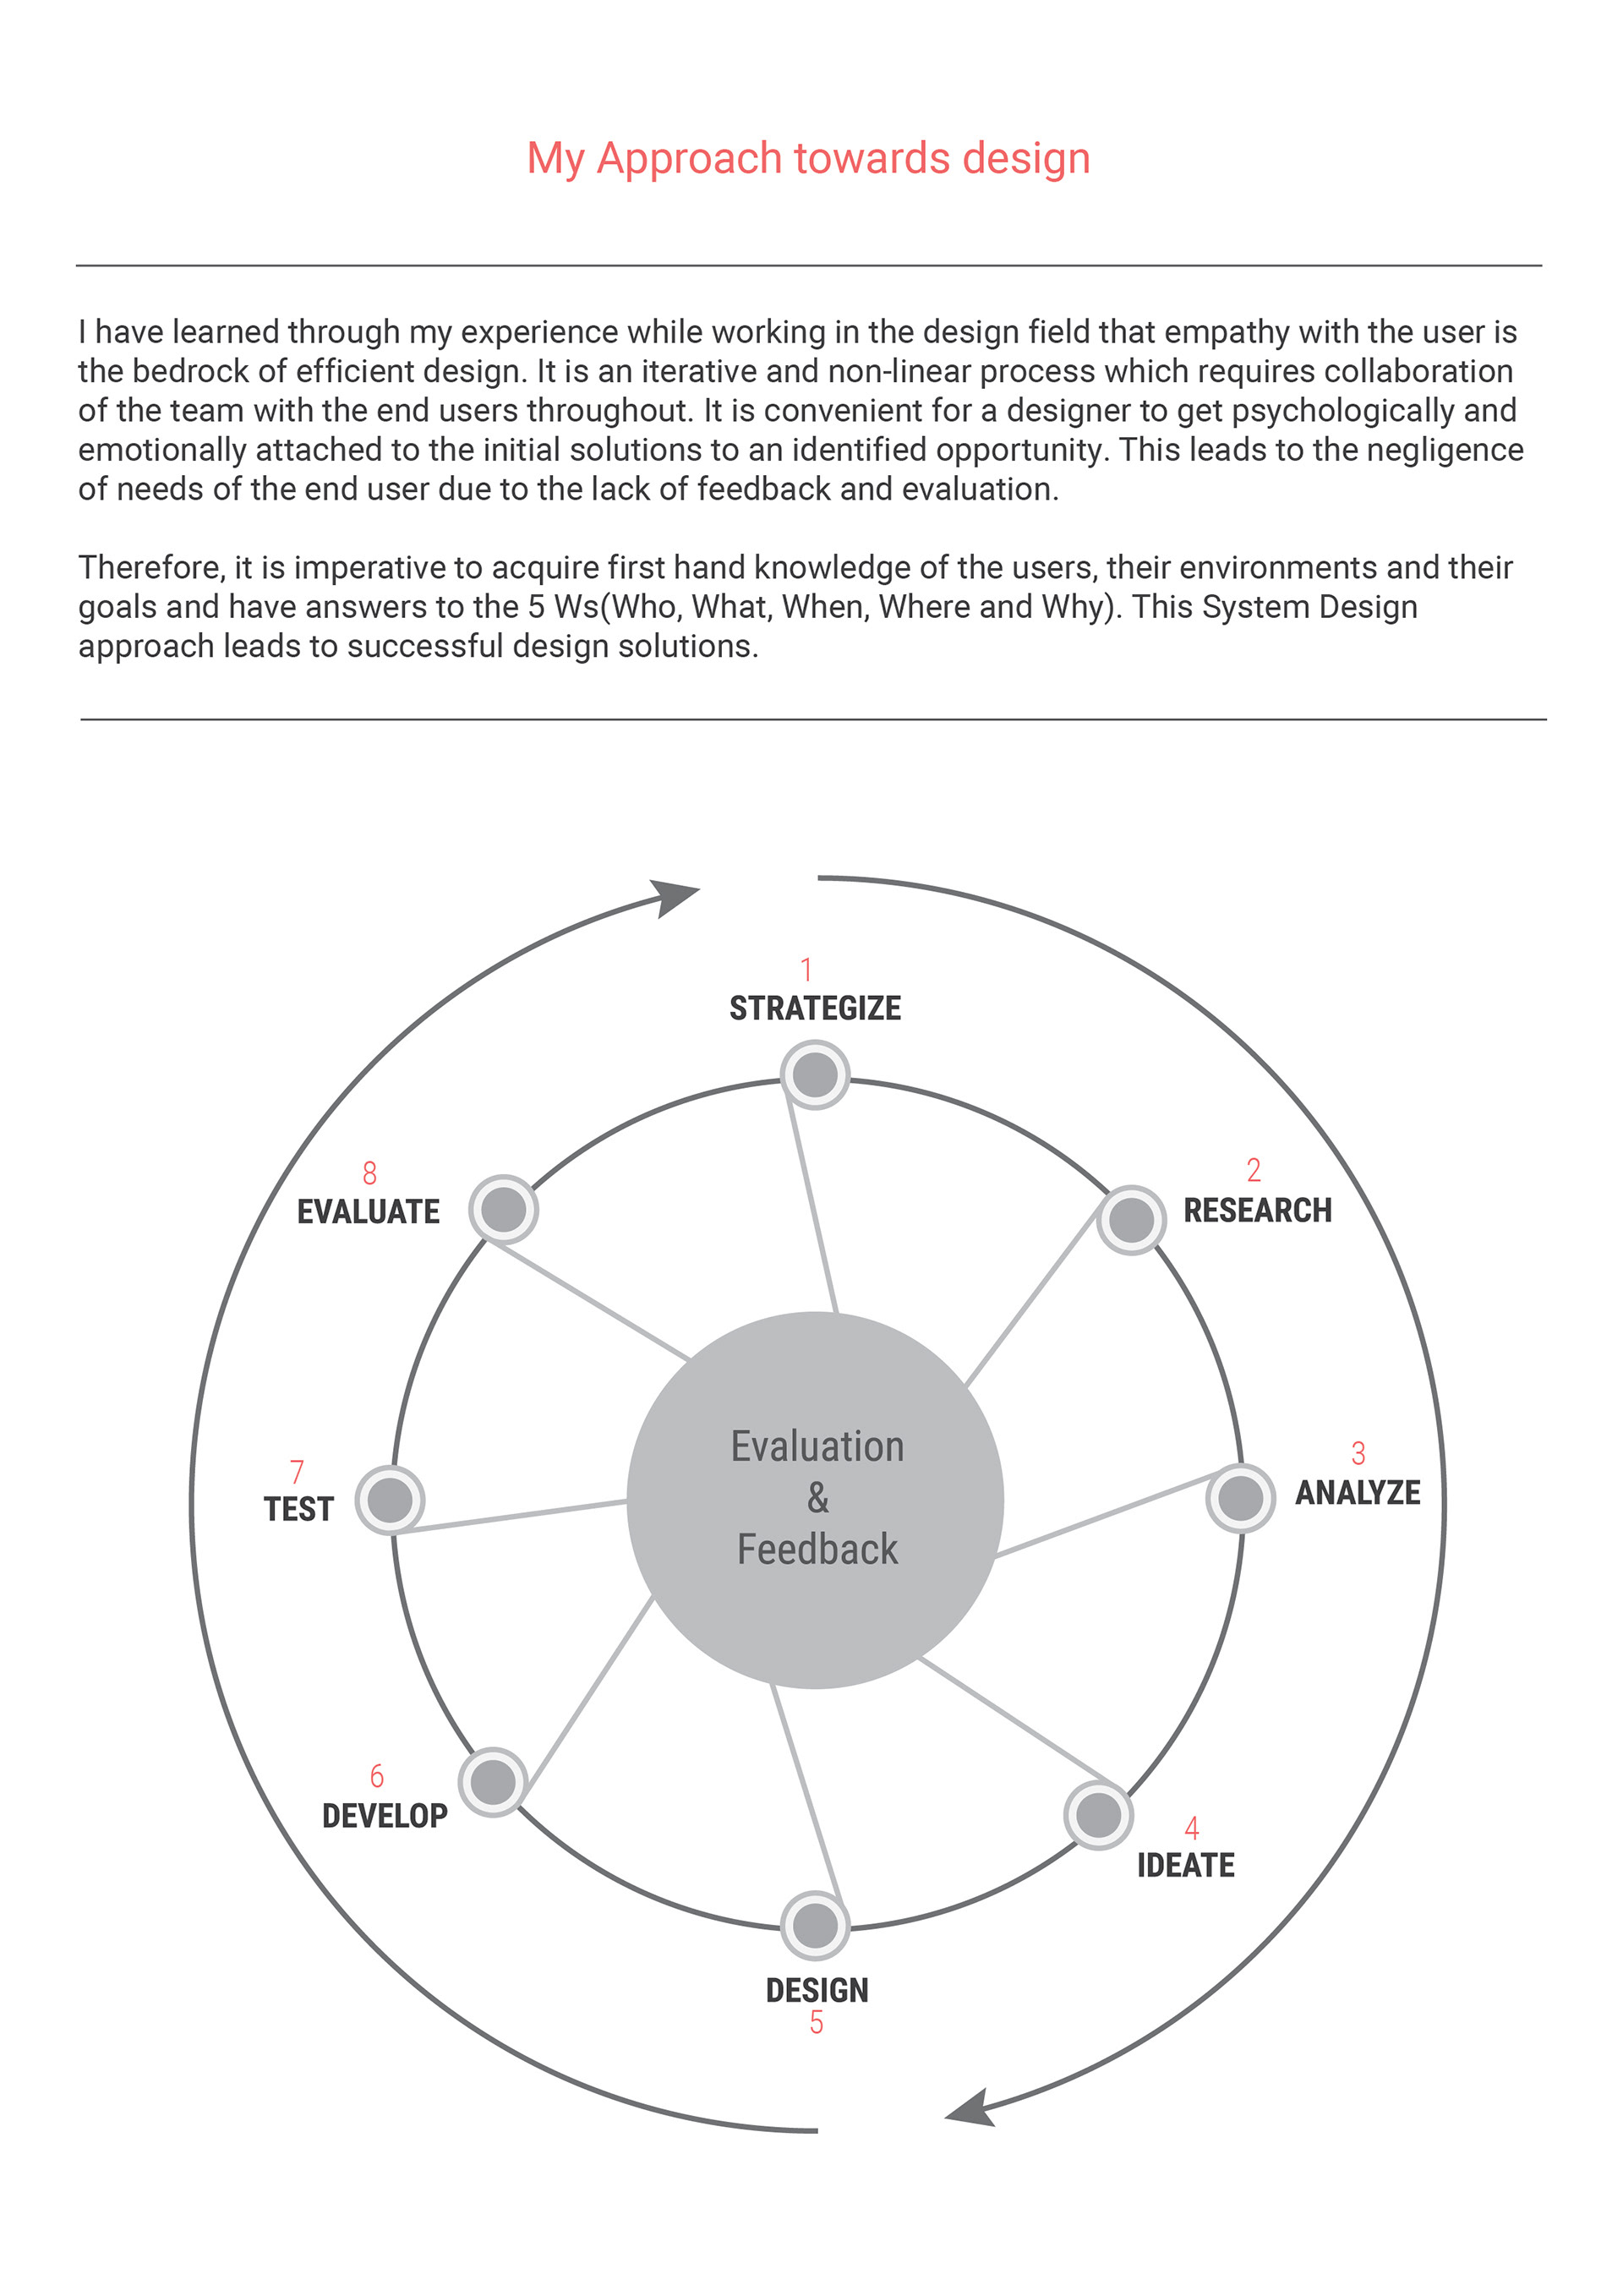 My Approach towards design
I have learned through my experience while working in the design field that empathy with the user is
the bedrock of efficient design. It is an iterative and non-linear process which requires collaboration
of the team with the end users throughout. It is convenient for a designer to get psychologically and
emotionally attached to the initial solutions to an identified opportunity. This leads to the negligence
of needs of the end user due to the lack of feedback and evaluation.
Therefore, it is imperative to acquire first hand knowledge of the users, their environments and their
goals and have answers to the 5 Ws(Who, What, When, Where and Why). This System Design
approach leads to successful design solutions.
1
STRATEGIZE
2
RESEARCH
3
ANALYZE
4
IDEATE
DESIGN
5
6
DEVELOP
7
TEST
8
EVALUATE
Evaluation
&
Feedback